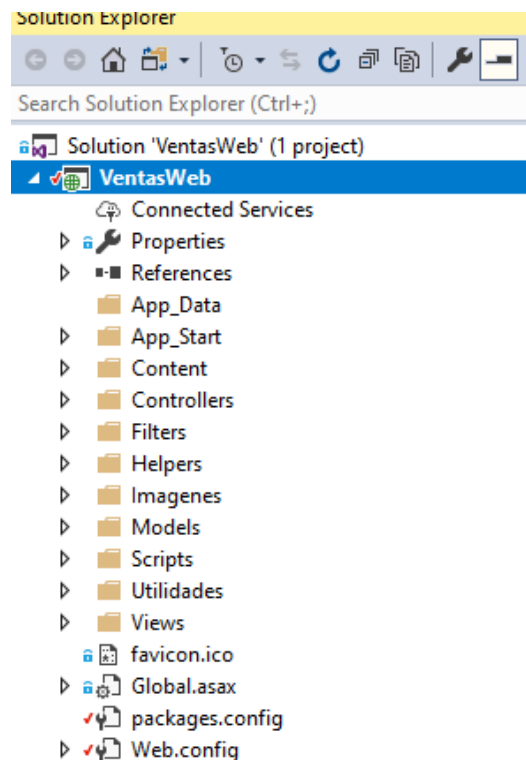 Solution Explorer
Search Solution Explorer (Ctrl+;)
Solution 'VentasWeb' (1 project)
VentasWeb
Connected Services
Properties
References
App_Data
App_Start
Content
Controllers
Filters
Helpers
Imagenes
Models
Scripts
Utilidades
Views
favicon.ico
Global.asax
packages.config
Web.config